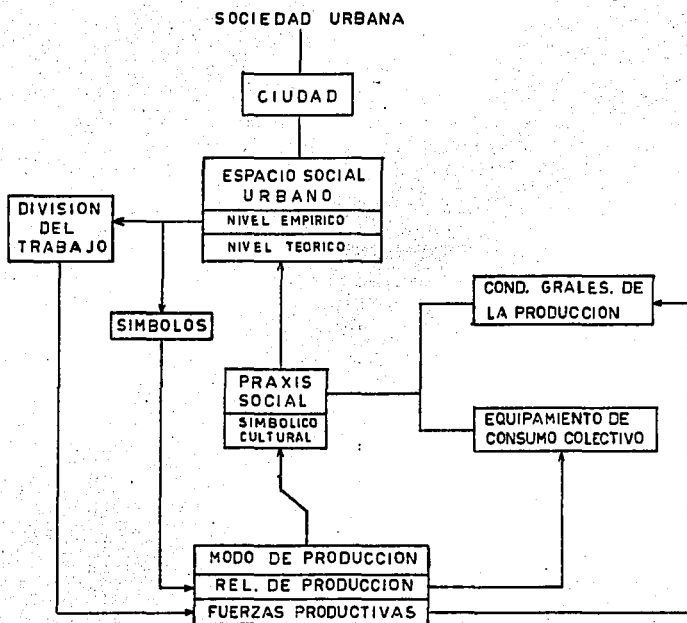 SOCIEDAD URBANA
CIUDAD
ESPACIO SOCIAL
URBANO
NIVEL EMPIRICO
NIVEL TEORICO
DIVISION
DEL
TRABAJO
SIMBOLOS
COND. GRALES. DE
LA PRODUCCION
PRAXIS
SOCIAL
SIMBOLICO
CULTURAL
EQUIPAMIENTO DE
CONSUMO COLECTIVO
MODO DE PRODUCCION
REL. DE PRODUCCION
FUERZAS PRODUCTIVAS